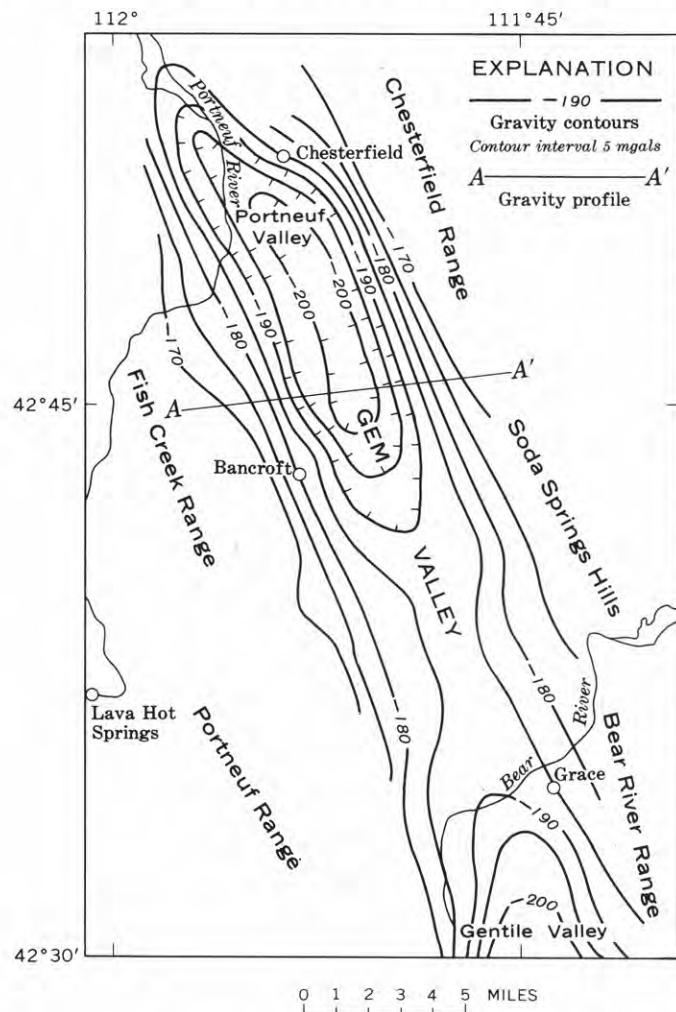 112°
111°45′
EXPLANATION
-190
Gravity contours
Contour interval 5 mgals
A A′
Gravity profile
Portneuf
River
Chesterfield
Chesterfield Range
Portneuf
Valley
-170
-180
-190
-200
-200
-190
-180
-170
42°45′
A
A′
Fish Creek Range
GEM
Bancroft
Soda Springs Hills
VALLEY
Lava Hot
Springs
Portneuf Range
-180
-180
River
Bear
Grace
Bear River Range
-190
-200
Gentile Valley
42°30′
0 1 2 3 4 5 MILES